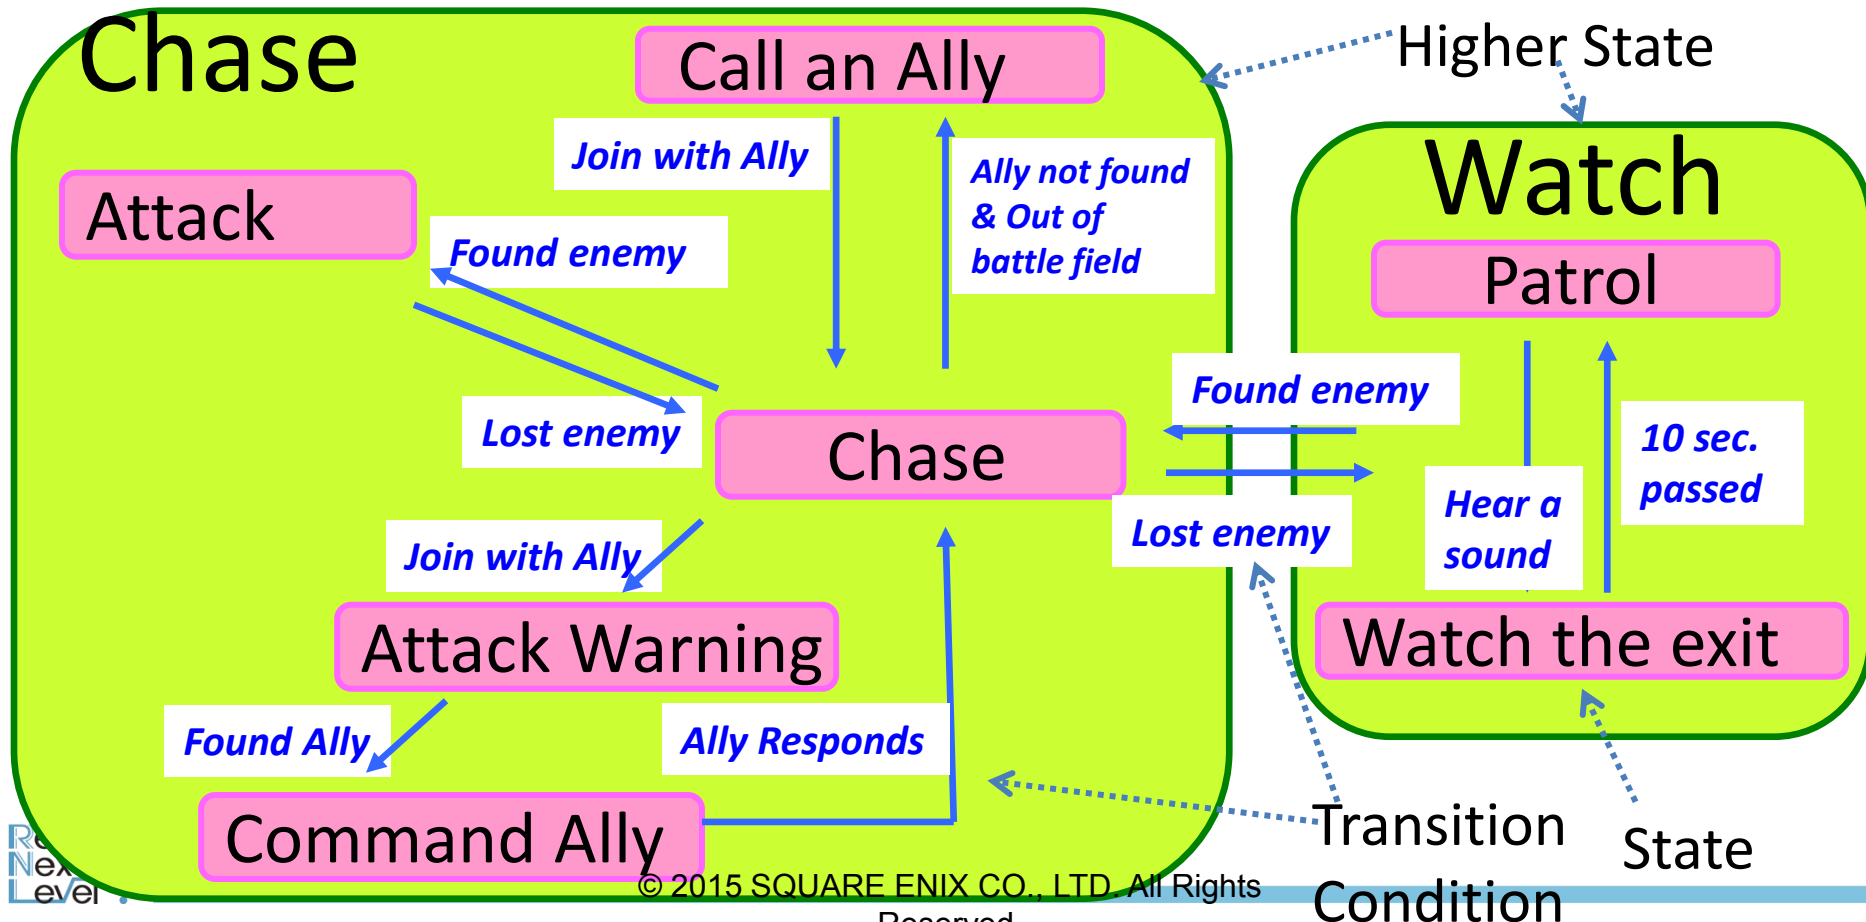 Chase
Call an Ally
Higher State
Join with Ally
Ally not found
& Out of
battle field
Attack
Found enemy
Lost enemy
Chase
Watch
Patrol
Found enemy
Lost enemy
Hear a
sound
10 sec.
passed
Join with Ally
Attack Warning
Watch the exit
Found Ally
Ally Responds
Command Ally
Transition
Condition
State
Next
Level
© 2015 SQUARE ENIX CO., LTD. All Rights
Reserved